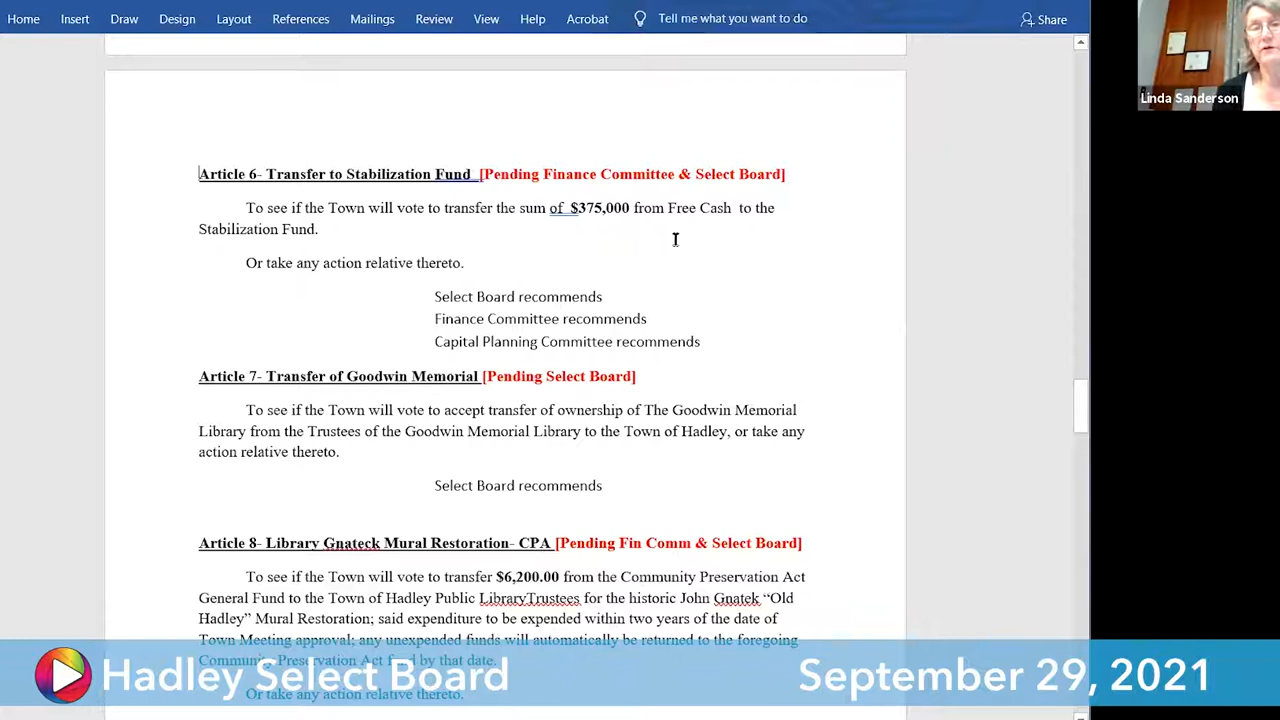 Home Insert Draw Design Layout References Mailings Review View Help Acrobat Tell me what you want to do Share
Linda Sanderson
Article 6- Transfer to Stabilization Fund [Pending Finance Committee & Select Board]
To see if the Town will vote to transfer the sum of $375,000 from Free Cash to the
Stabilization Fund.
Or take any action relative thereto.
Select Board recommends
Finance Committee recommends
Capital Planning Committee recommends
Article 7- Transfer of Goodwin Memorial [Pending Select Board]
To see if the Town will vote to accept transfer of ownership of The Goodwin Memorial
Library from the Trustees of the Goodwin Memorial Library to the Town of Hadley, or take any
action relative thereto.
Select Board recommends
Article 8- Library Gnateck Mural Restoration- CPA [Pending Fin Comm & Select Board]
To see if the Town will vote to transfer $6,200.00 from the Community Preservation Act
General Fund to the Town of Hadley Public LibraryTrustees for the historic John Gnatek “Old
Hadley” Mural Restoration; said expenditure to be expended within two years of the date of
Town Meeting approval; any unexpended funds will automatically be returned to the foregoing
Community Preservation Act fund by that date.
Or take any action relative thereto.
Hadley Select Board September 29, 2021